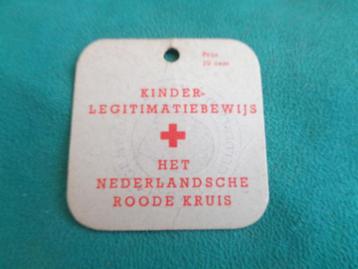 Prijs
10 cent
KINDER-
LEGITIMATIEBEWIJS
HET
NEDERLANDSCHE
ROODE KRUIS